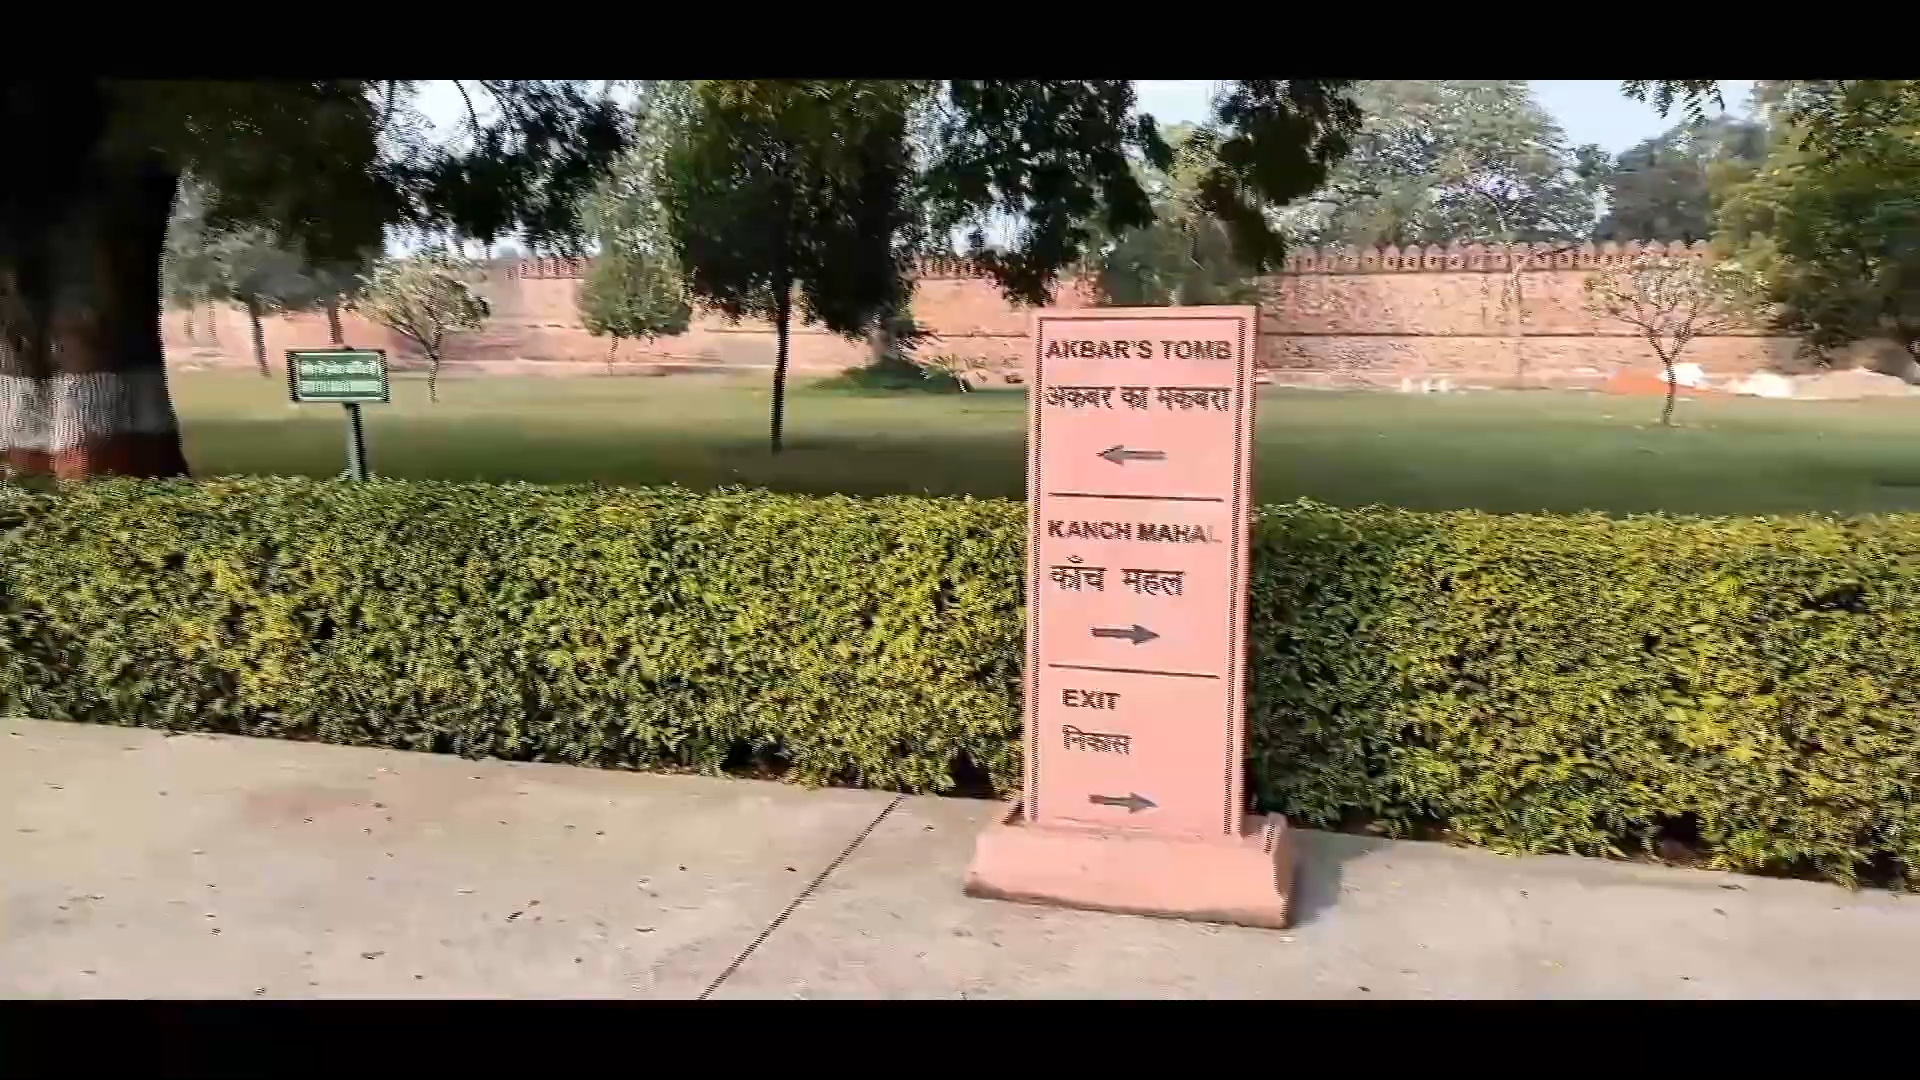 AKBAR'S TOMB
अकबर का मकबरा
←
KANCH MAHAL
काँच महल
→
EXIT
निकास
→